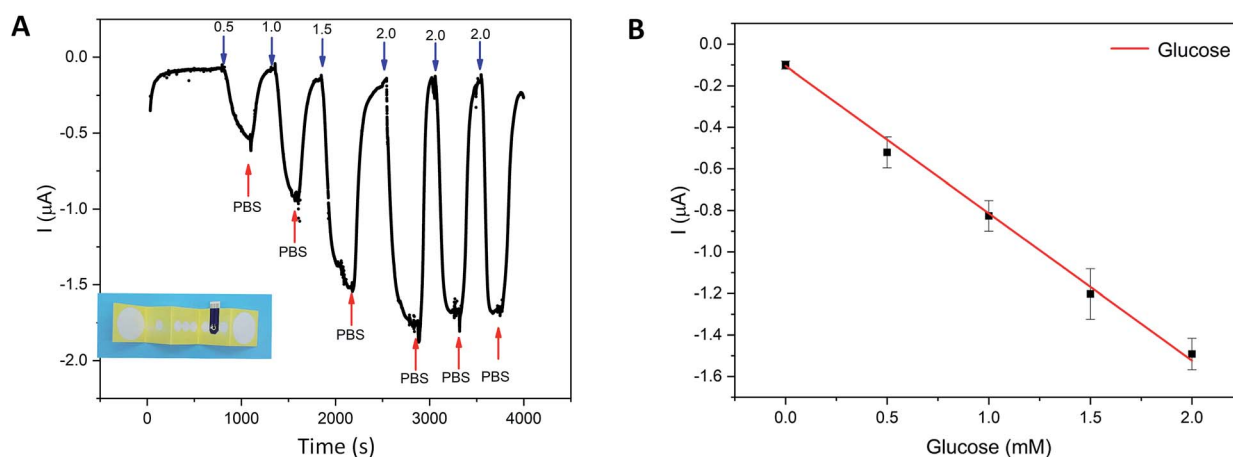 A
0.5 1.0 1.5 2.0 2.0 2.0
0.0
-0.5
-1.0
-1.5
-2.0
I (μA)
PBS
PBS
PBS
PBS PBS PBS
0 1000 2000 3000 4000
Time (s)
B
Glucose
0.0
-0.2
-0.4
-0.6
-0.8
-1.0
-1.2
-1.4
-1.6
I (μA)
0.0 0.5 1.0 1.5 2.0
Glucose (mM)